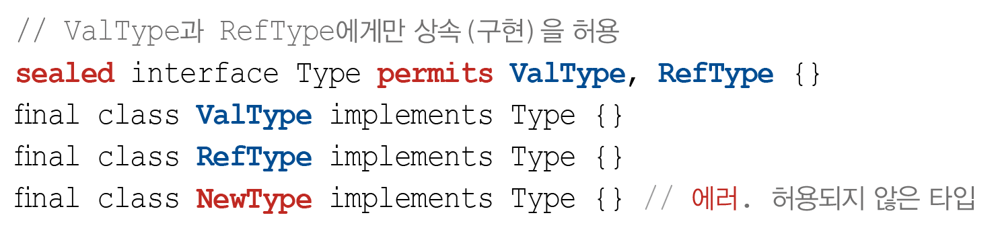 // ValType과 RefType에게만 상속(구현)을 허용
sealed interface Type permits ValType, RefType {}
final class ValType implements Type {}
final class RefType implements Type {}
final class NewType implements Type {} // 에러. 허용되지 않은 타입